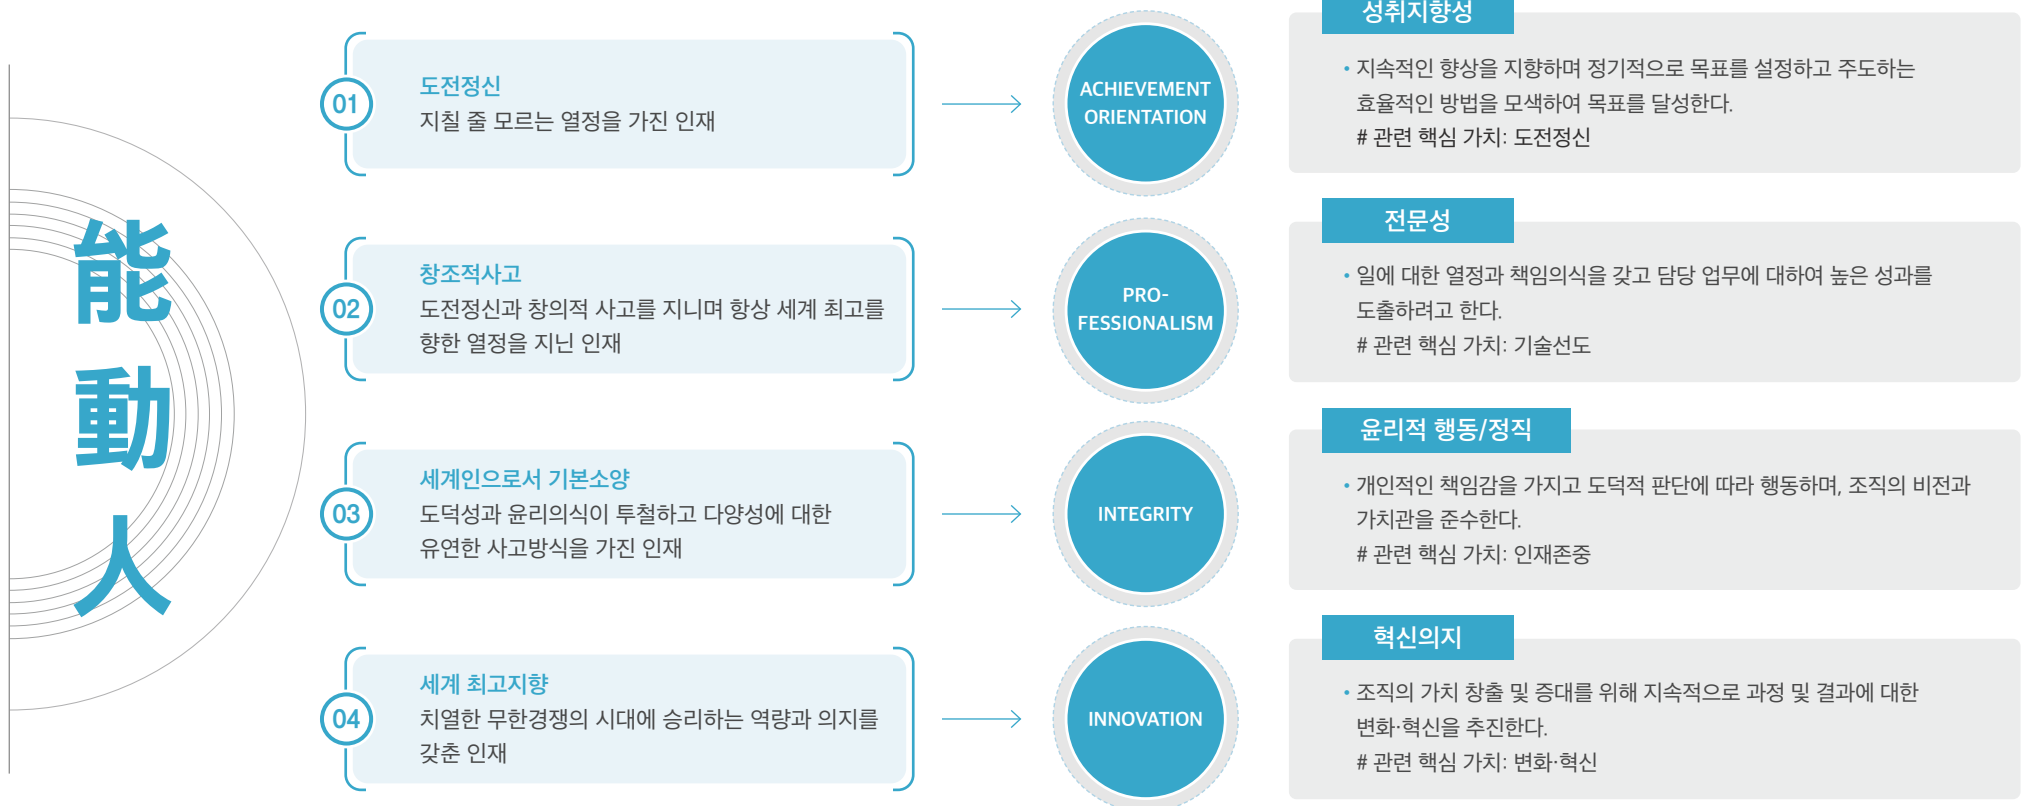 能
動
人
01
도전정신
지칠 줄 모르는 열정을 가진 인재
ACHIEVEMENT
ORIENTATION
성취지향성
• 지속적인 향상을 지향하며 정기적으로 목표를 설정하고 주도하는
효율적인 방법을 모색하여 목표를 달성한다.
# 관련 핵심 가치: 도전정신
02
창조적사고
도전정신과 창의적 사고를 지니며 항상 세계 최고를
향한 열정을 지닌 인재
PRO-
FESSIONALISM
전문성
• 일에 대한 열정과 책임의식을 갖고 담당 업무에 대하여 높은 성과를
도출하려고 한다.
# 관련 핵심 가치: 기술선도
03
세계인으로서 기본소양
도덕성과 윤리의식이 투철하고 다양성에 대한
유연한 사고방식을 가진 인재
INTEGRITY
윤리적 행동/정직
• 개인적인 책임감을 가지고 도덕적 판단에 따라 행동하며, 조직의 비전과
가치관을 준수한다.
# 관련 핵심 가치: 인재존중
04
세계 최고지향
치열한 무한경쟁의 시대에 승리하는 역량과 의지를
갖춘 인재
INNOVATION
혁신의지
• 조직의 가치 창출 및 증대를 위해 지속적으로 과정 및 결과에 대한
변화·혁신을 추진한다.
# 관련 핵심 가치: 변화·혁신